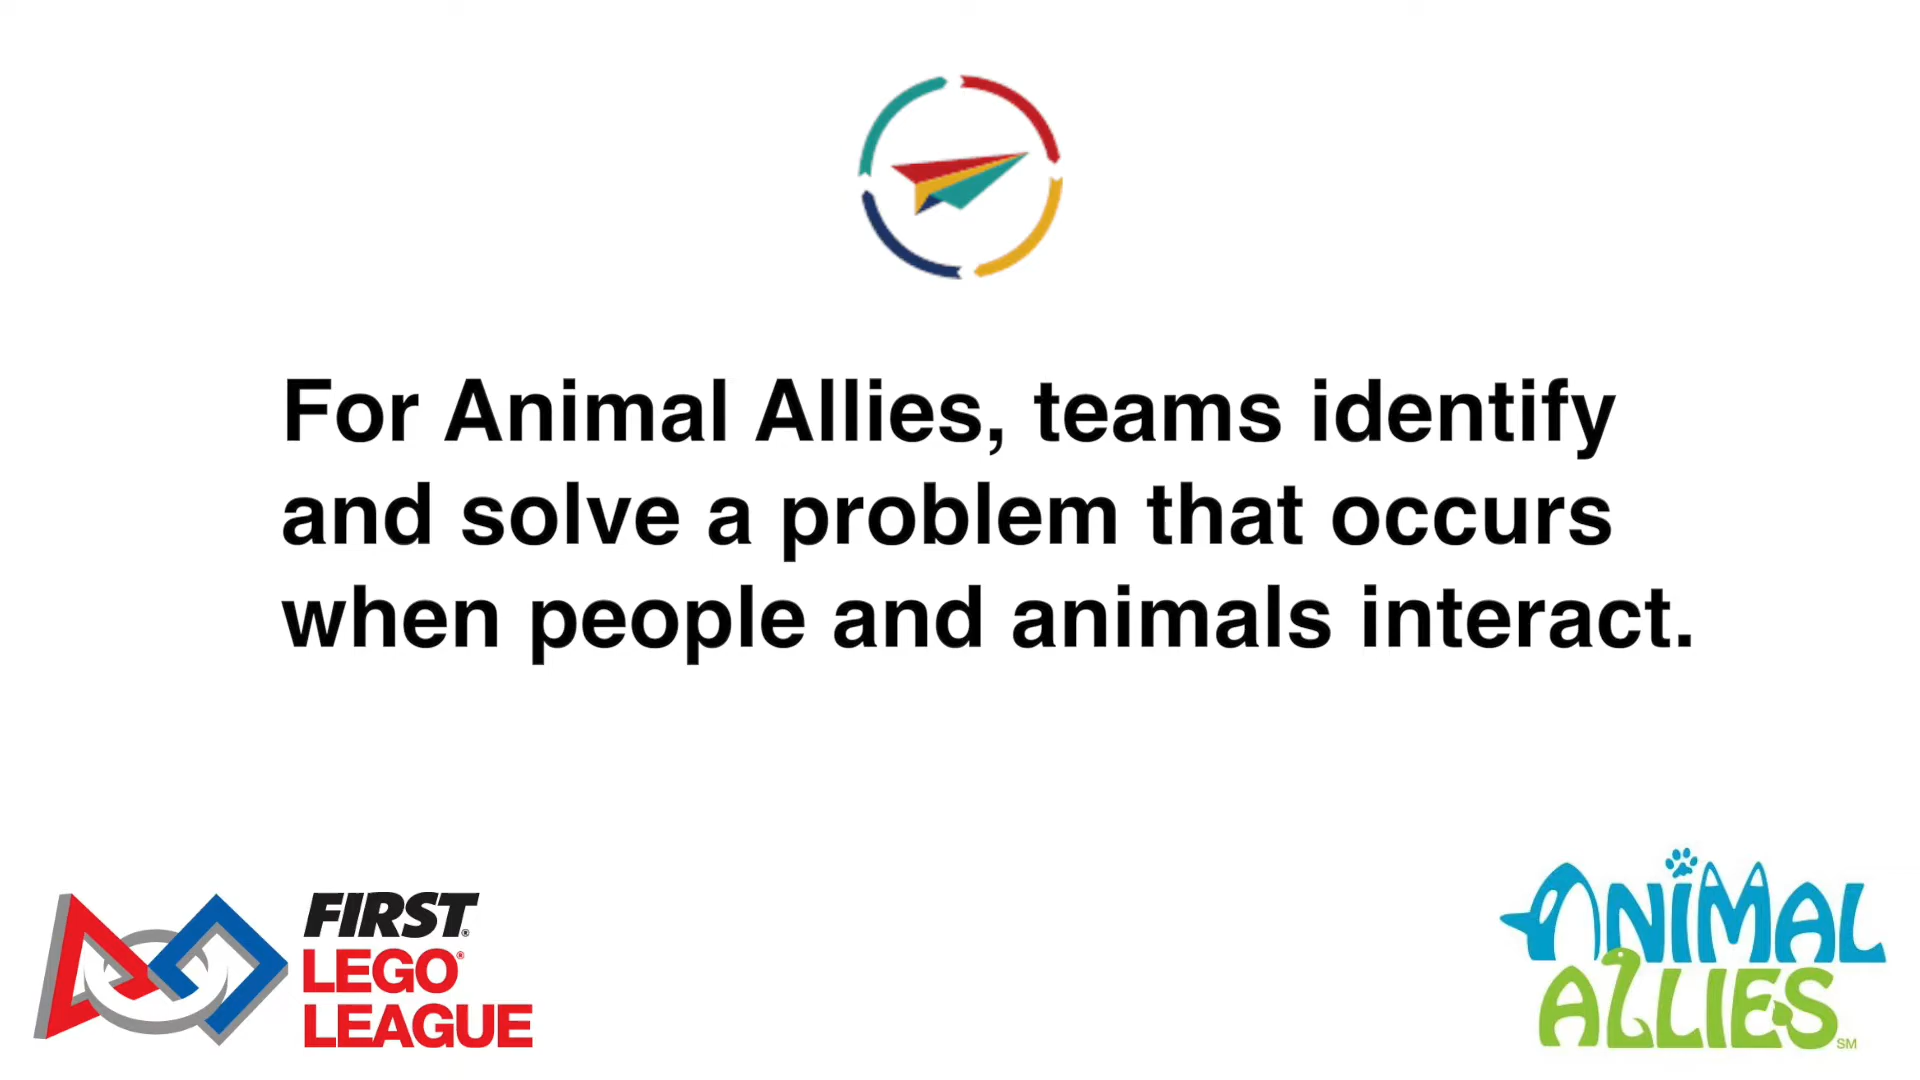 For Animal Allies, teams identify
and solve a problem that occurs
when people and animals interact.
FIRST®
LEGO®
LEAGUE
ANIMAL
ALLIES SM